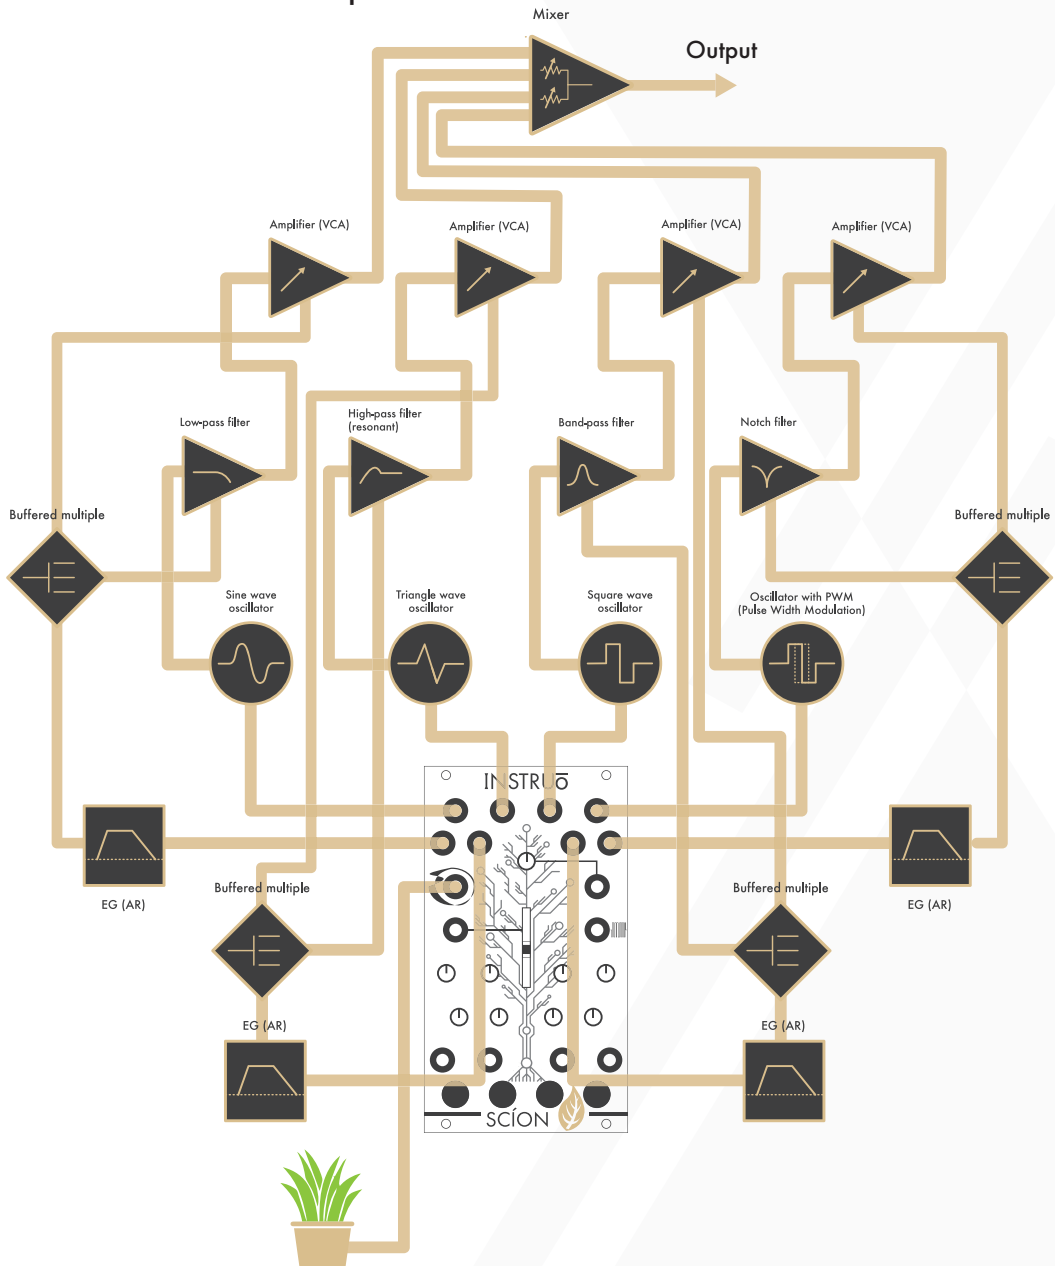 Mixer
Output
Amplifier (VCA)
Amplifier (VCA)
Amplifier (VCA)
Amplifier (VCA)
Low-pass filter
High-pass filter
(resonant)
Band-pass filter
Notch filter
Buffered multiple
Buffered multiple
Sine wave
oscillator
Triangle wave
oscillator
Square wave
oscillator
Oscillator with PWM
(Pulse Width Modulation)
INSTRUō
EG (AR)
EG (AR)
Buffered multiple
Buffered multiple
EG (AR)
EG (AR)
SCÍON